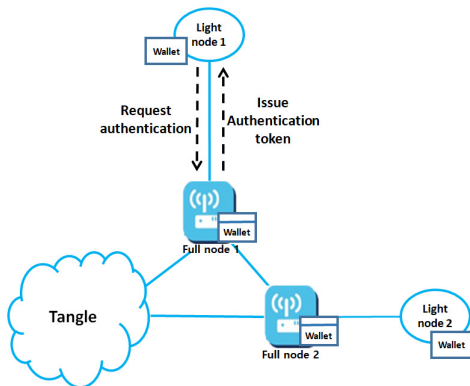 Light
node 1
Wallet
Request
authentication
Issue
Authentication
token
Wallet
Full node 1
Tangle
Wallet
Full node 2
Light
node 2
Wallet